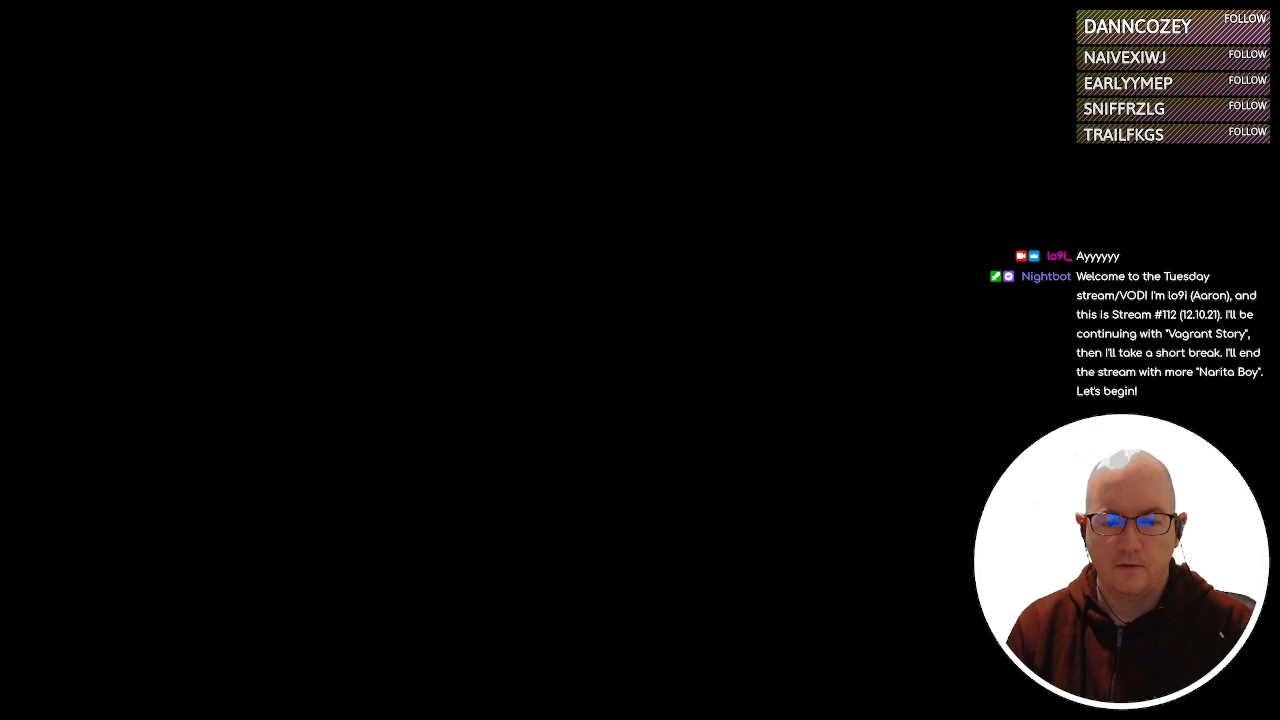 DANNCOZEY FOLLOW
NAIVEXIWJ FOLLOW
EARLYYMEP FOLLOW
SNIFFRZLG FOLLOW
TRAILFKGS FOLLOW
lo9i_ Ayyyyyy
Nightbot Welcome to the Tuesday
stream/VOD! I'm lo9i (Aaron), and
this is Stream #112 (12.10.21). I'll be
continuing with "Vagrant Story",
then I'll take a short break. I'll end
the stream with more "Narita Boy".
Let's begin!